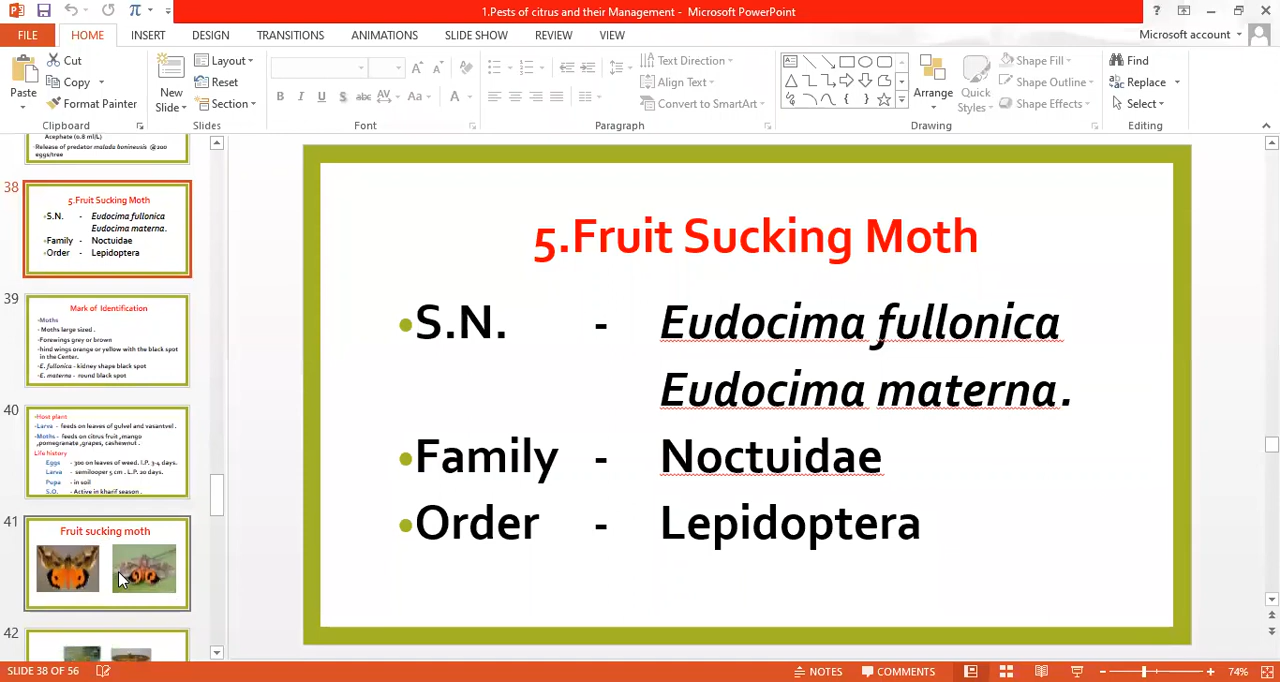 1.Pests of citrus and their Management - Microsoft PowerPoint
FILE HOME INSERT DESIGN TRANSITIONS ANIMATIONS SLIDE SHOW REVIEW VIEW Microsoft account
Paste
Cut
Copy
Format Painter
Clipboard
New
Slide
Layout
Reset
Section
Slides
Font
Text Direction
Align Text
Convert to SmartArt
Paragraph
Arrange
Quick
Styles
Shape Fill
Shape Outline
Shape Effects
Drawing
Find
Replace
Select
Editing
Acephate (0.8 ml/L)
-Release of predator malada bonineusis @200
eggs/tree
38
5.Fruit Sucking Moth
•S.N. - Eudocima fullonica
Eudocima materna.
•Family - Noctuidae
•Order - Lepidoptera
39
Mark of Identification
-Moths
- Moths large sized .
-Forewings grey or brown
-hind wings orange or yellow with the black spot
in the Center.
-E. fullonica - kidney shape black spot
-E. materna - round black spot
40
-Host plant
-Larva - feeds on leaves of gulvel and vasantvel.
-Moths - feeds on citrus fruit ,mango
,pomegranate ,grapes, cashewnut .
Life history
Eggs - 300 on leaves of weed. I.P. 3-4 days.
Larva - semilooper 5 cm . L.P. 20 days.
Pupa - in soil
S.O. - Active in kharif season .
41
Fruit sucking moth
42
5.Fruit Sucking Moth
•S.N. - Eudocima fullonica
Eudocima materna.
•Family - Noctuidae
•Order - Lepidoptera
SLIDE 38 OF 56 NOTES COMMENTS 74%